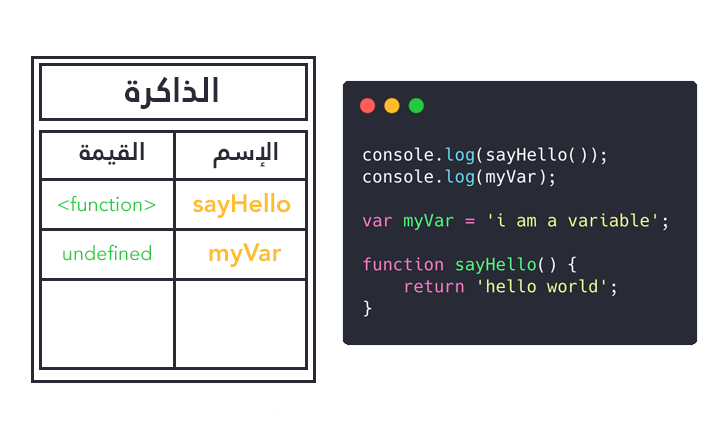 الذاكرة
الإسم القيمة
sayHello <function>
myVar undefined
console.log(sayHello());
console.log(myVar);
var myVar = 'i am a variable';
function sayHello() {
    return 'hello world';
}